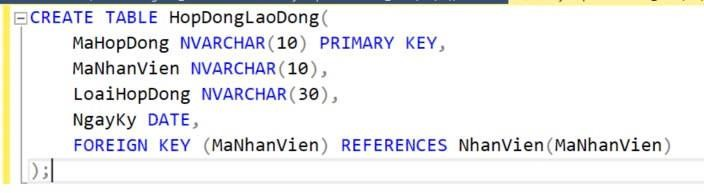 CREATE TABLE HopDongLaoDong(
MaHopDong NVARCHAR(10) PRIMARY KEY,
MaNhanVien NVARCHAR(10),
LoaiHopDong NVARCHAR(30),
NgayKy DATE,
FOREIGN KEY (MaNhanVien) REFERENCES NhanVien(MaNhanVien)
);